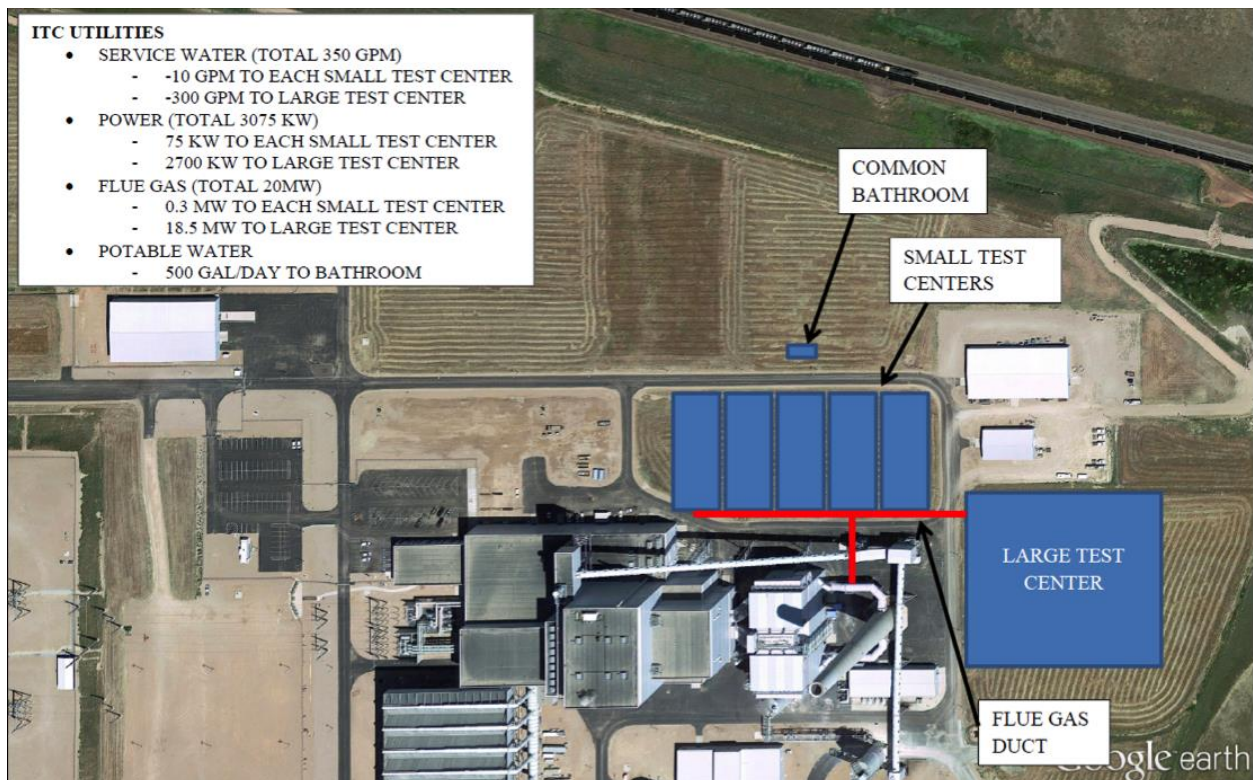 ITC UTILITIES
• SERVICE WATER (TOTAL 350 GPM)
- -10 GPM TO EACH SMALL TEST CENTER
- -300 GPM TO LARGE TEST CENTER
• POWER (TOTAL 3075 KW)
- 75 KW TO EACH SMALL TEST CENTER
- 2700 KW TO LARGE TEST CENTER
• FLUE GAS (TOTAL 20MW)
- 0.3 MW TO EACH SMALL TEST CENTER
- 18.5 MW TO LARGE TEST CENTER
• POTABLE WATER
- 500 GAL/DAY TO BATHROOM
COMMON
BATHROOM
SMALL TEST
CENTERS
LARGE TEST
CENTER
FLUE GAS
DUCT
Google earth